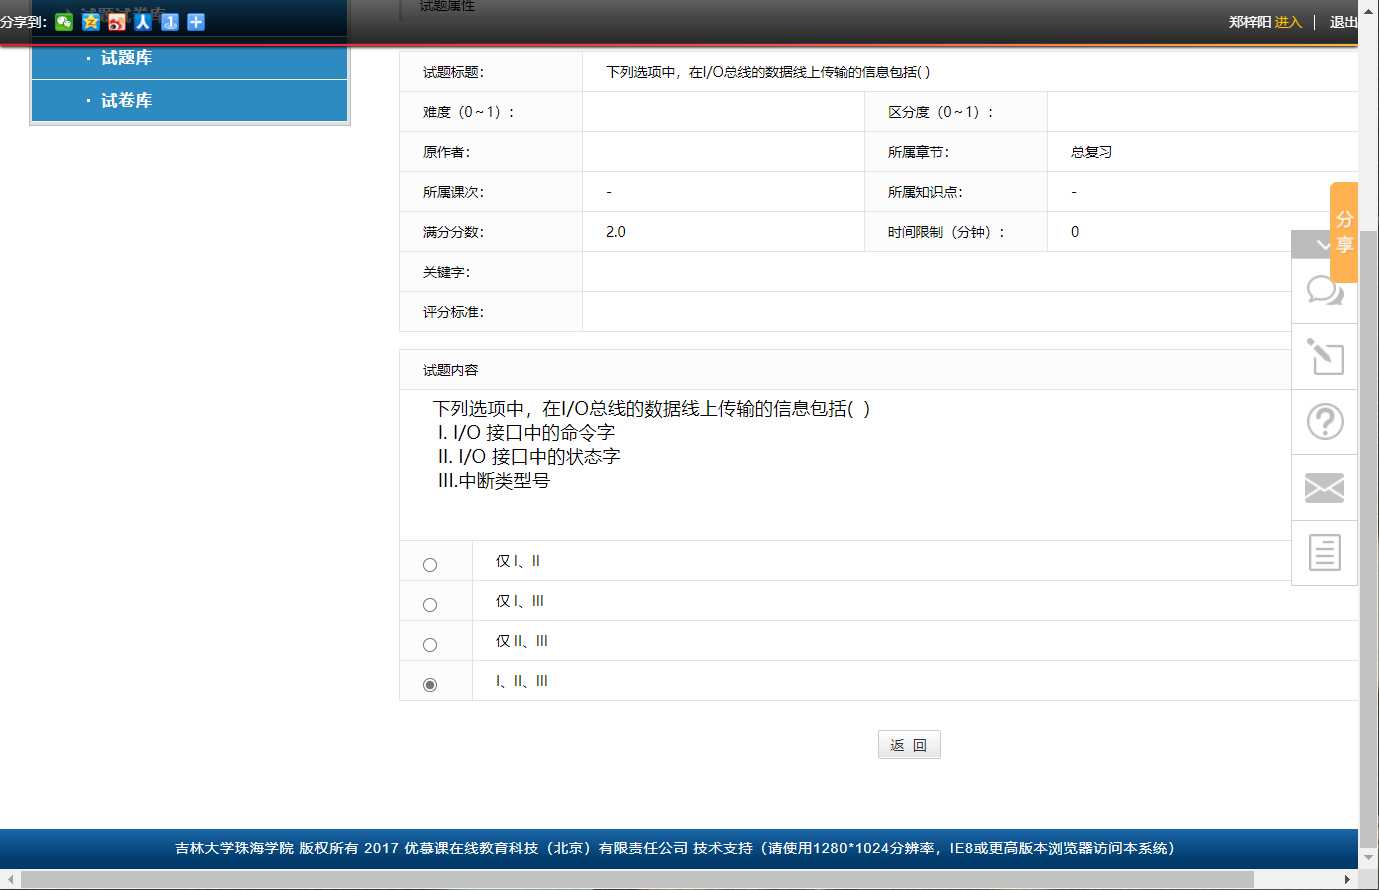 试题试卷库
分享到：
试题属性
郑梓阳 进入 | 退出
· 试题库
· 试卷库
试题标题： 下列选项中，在I/O总线的数据线上传输的信息包括( )
难度（0～1）： 区分度（0～1）：
原作者： 所属章节： 总复习
所属课次： - 所属知识点： -
满分分数： 2.0 时间限制（分钟）： 0
关键字：
评分标准：
分享
试题内容
下列选项中，在I/O总线的数据线上传输的信息包括( )
I. I/O 接口中的命令字
II. I/O 接口中的状态字
III.中断类型号
仅 I、II
仅 I、III
仅 II、III
I、II、III
返 回
吉林大学珠海学院 版权所有 2017 优慕课在线教育科技（北京）有限责任公司 技术支持（请使用1280*1024分辨率，IE8或更高版本浏览器访问本系统）